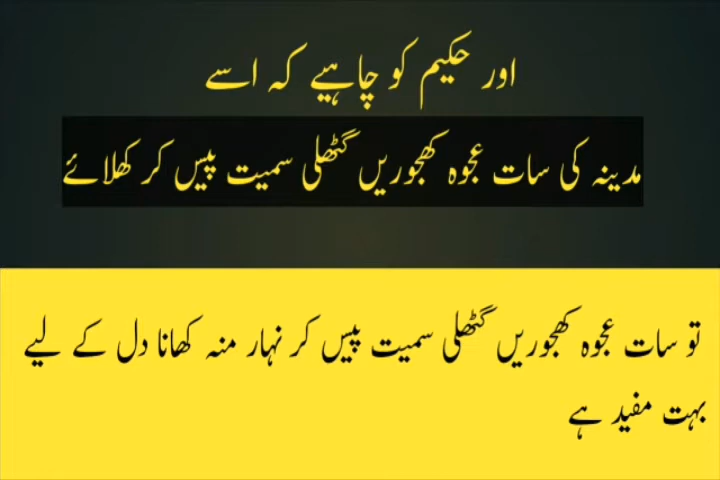 اور حکیم کو چاہیے کہ اسے
مدینہ کی سات عجوہ کھجوریں گٹھلی سمیت پیس کر کھلائے
تو سات عجوہ کھجوریں گٹھلی سمیت پیس کر نہار منہ کھانا دل کے لیے
بہت مفید ہے